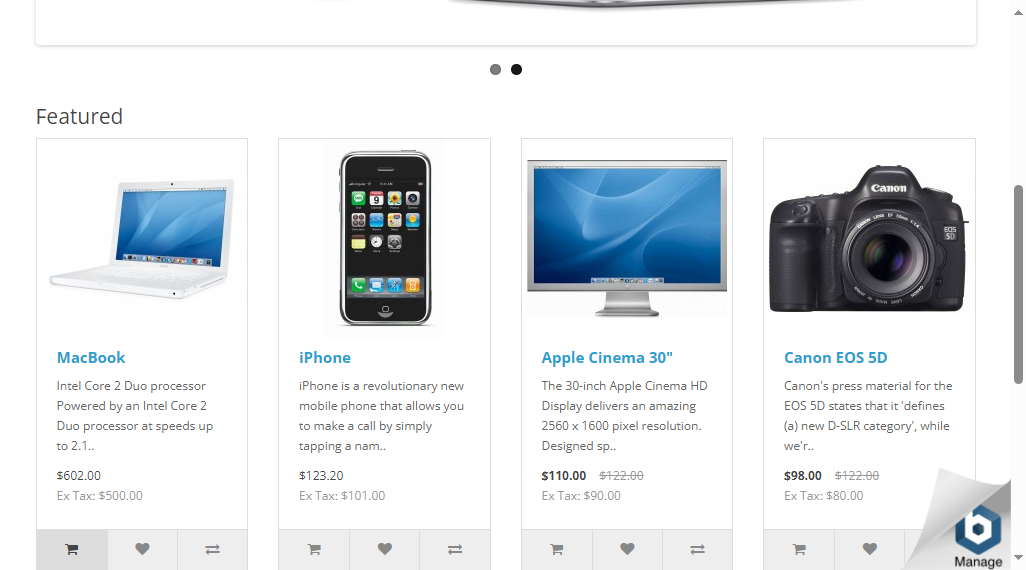 Featured
Canon
EOS
5D
MacBook
Intel Core 2 Duo processor
Powered by an Intel Core 2
Duo processor at speeds up
to 2.1..
$602.00
Ex Tax: $500.00
iPhone
iPhone is a revolutionary new
mobile phone that allows you
to make a call by simply
tapping a nam..
$123.20
Ex Tax: $101.00
Apple Cinema 30"
The 30-inch Apple Cinema HD
Display delivers an amazing
2560 x 1600 pixel resolution.
Designed sp..
$110.00 $122.00
Ex Tax: $90.00
Canon EOS 5D
Canon's press material for the
EOS 5D states that it 'defines
(a) new D-SLR category', while
we'r..
$98.00 $122.00
Ex Tax: $80.00
Manage